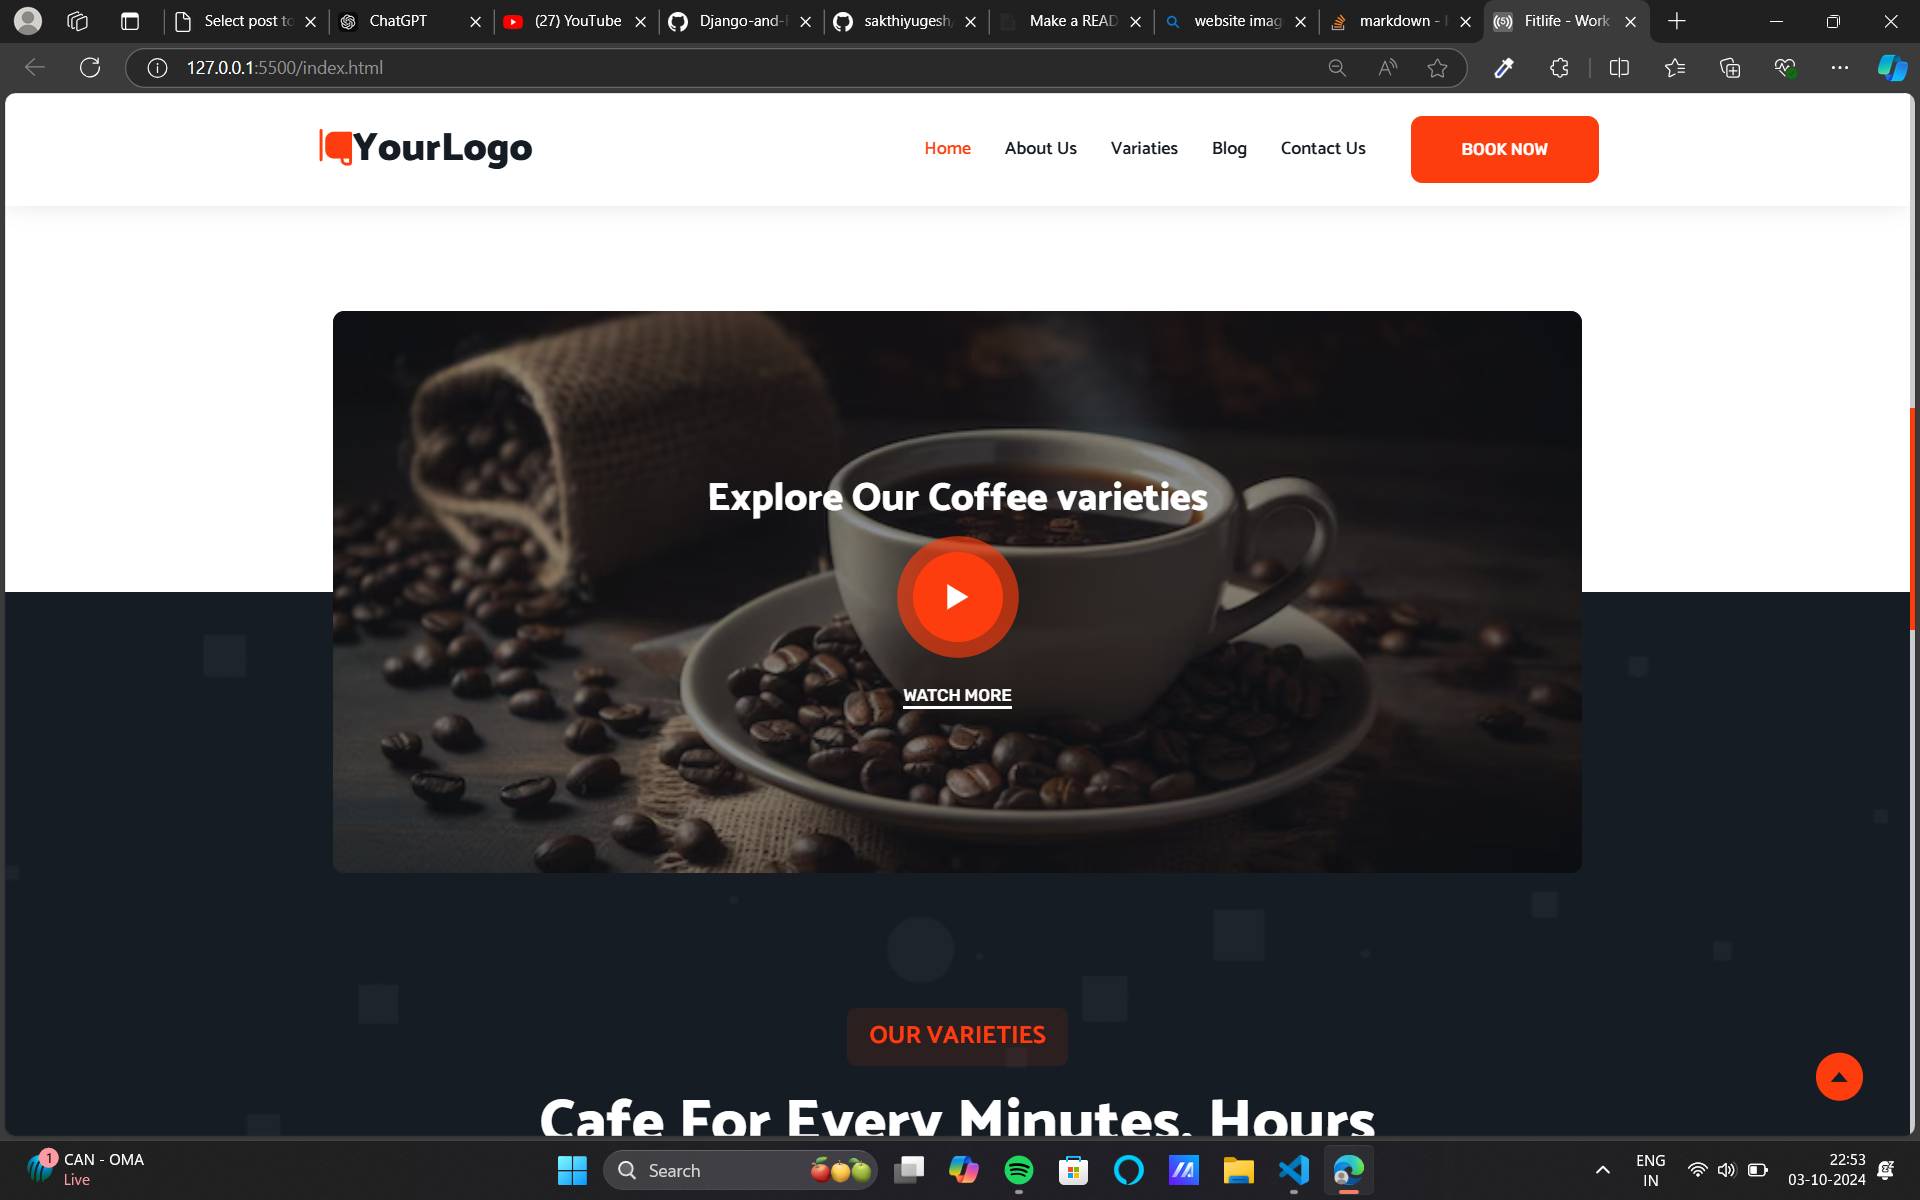 Select post to
ChatGPT
(27) YouTube
Django-and-
sakthiyugesh/
Make a READ
website imag
markdown -
Fitlife - Work
127.0.0.1:5500/index.html
YourLogo
Home
About Us
Variaties
Blog
Contact Us
BOOK NOW
Explore Our Coffee varieties
WATCH MORE
OUR VARIETIES
Cafe For Every Minutes, Hours
1
CAN - OMA
Live
Search
ENG
IN
22:53
03-10-2024